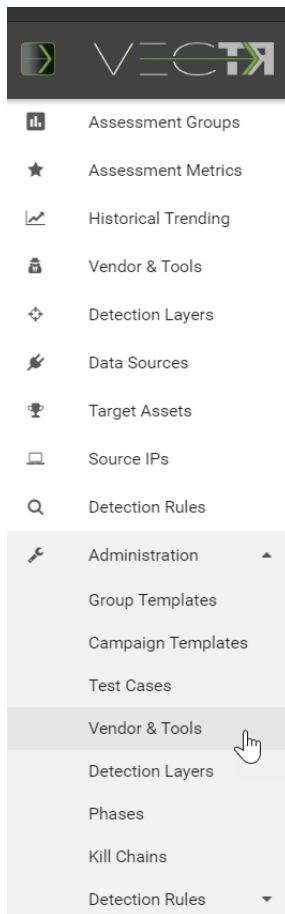 VECTR
Assessment Groups
Assessment Metrics
Historical Trending
Vendor & Tools
Detection Layers
Data Sources
Target Assets
Source IPs
Detection Rules
Administration
Group Templates
Campaign Templates
Test Cases
Vendor & Tools
Detection Layers
Phases
Kill Chains
Detection Rules